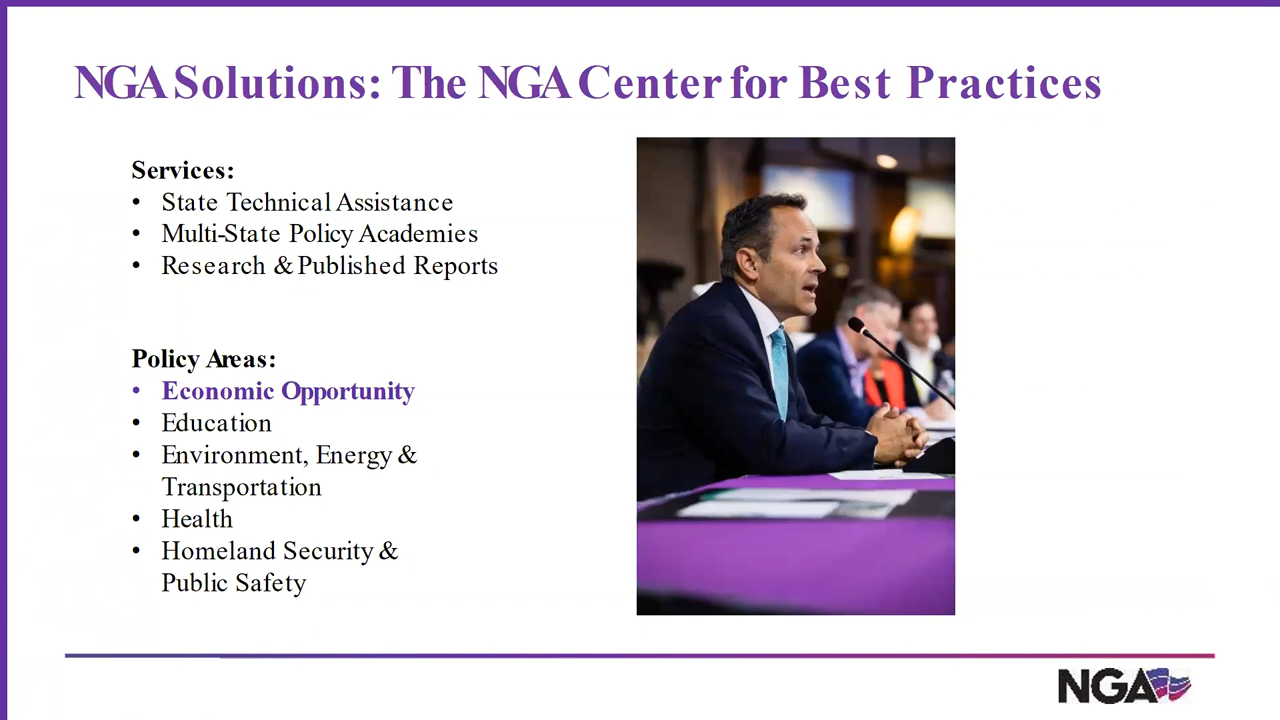 NGA Solutions: The NGA Center for Best Practices
Services:
• State Technical Assistance
• Multi-State Policy Academies
• Research & Published Reports
Policy Areas:
• Economic Opportunity
• Education
• Environment, Energy &
Transportation
• Health
• Homeland Security &
Public Safety
NGA